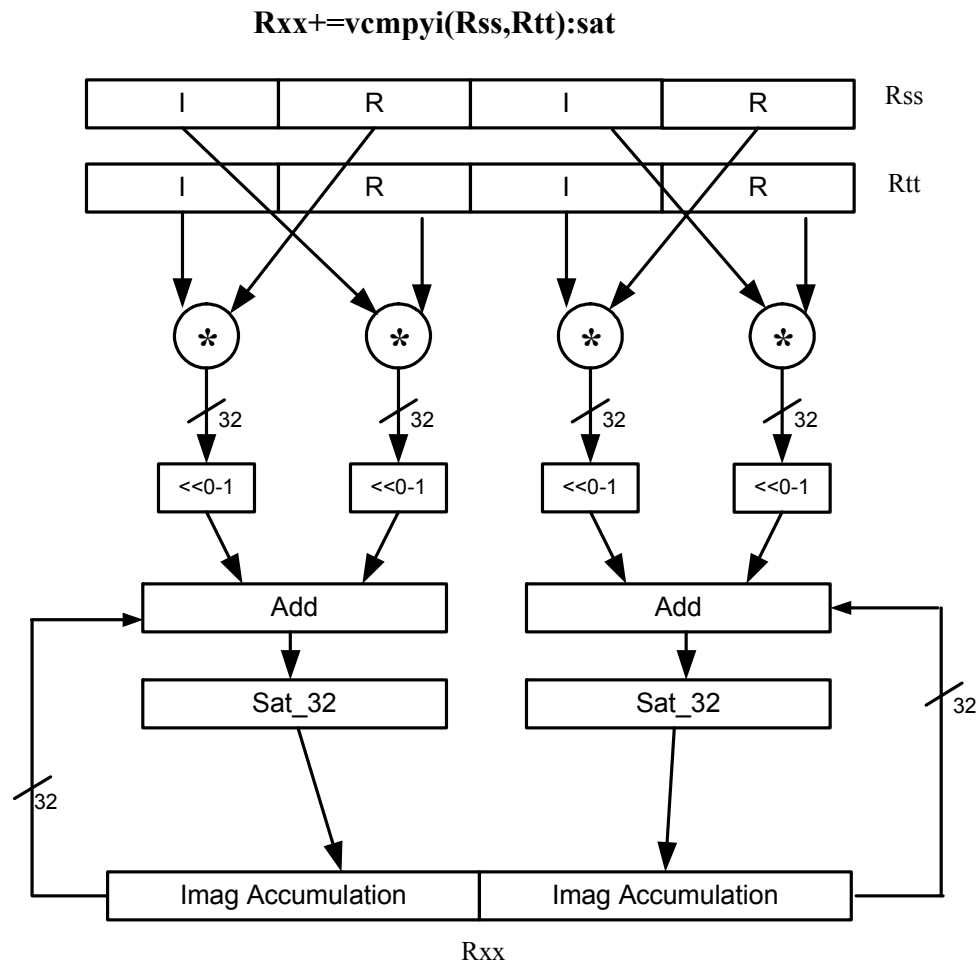 Rxx+=vcmpyi(Rss,Rtt):sat
I R I R Rss
I R I R Rtt
* * * *
32 32 32 32
<<0-1 <<0-1 <<0-1 <<0-1
Add Add
Sat_32 Sat_32
32
32
Imag Accumulation Imag Accumulation
Rxx